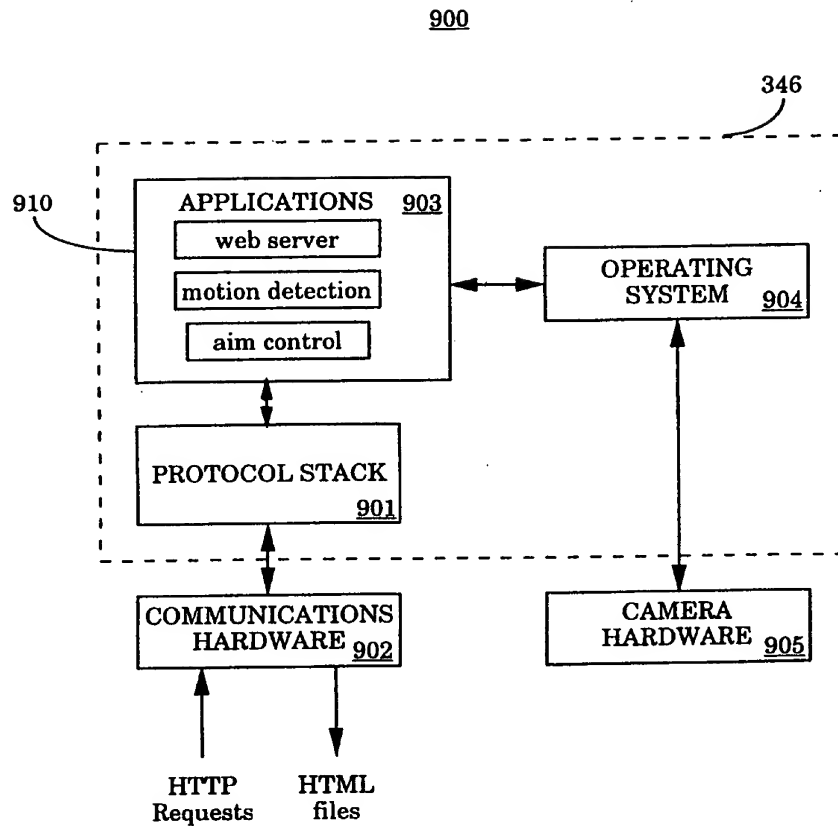 900
346
910
APPLICATIONS 903
web server
motion detection
aim control
OPERATING
SYSTEM 904
PROTOCOL STACK
901
COMMUNICATIONS
HARDWARE 902
CAMERA
HARDWARE 905
HTTP
Requests
HTML
files